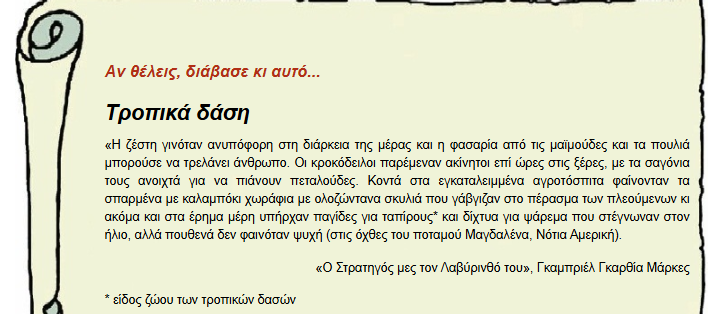 Αν θέλεις, διάβασε κι αυτό...
Τροπικά δάση
«Η ζέστη γινόταν ανυπόφορη στη διάρκεια της μέρας και η φασαρία από τις μαϊμούδες και τα πουλιά
μπορούσε να τρελάνει άνθρωπο. Οι κροκόδειλοι παρέμεναν ακίνητοι επί ώρες στις ξέρες, με τα σαγόνια
τους ανοιχτά για να πιάνουν πεταλούδες. Κοντά στα εγκαταλειμμένα αγροτόσπιτα φαίνονταν τα
σπαρμένα με καλαμπόκι χωράφια με ολοζώντανα σκυλιά που γάβγιζαν στο πέρασμα των πλεούμενων κι
ακόμα και στα έρημα μέρη υπήρχαν παγίδες για ταπίρους* και δίχτυα για ψάρεμα που στέγνωναν στον
ήλιο, αλλά πουθενά δεν φαινόταν ψυχή (στις όχθες του ποταμού Μαγδαλένα, Νότια Αμερική).
«Ο Στρατηγός μες τον Λαβύρινθό του», Γκαμπριέλ Γκαρθία Μάρκες
* είδος ζώου των τροπικών δασών